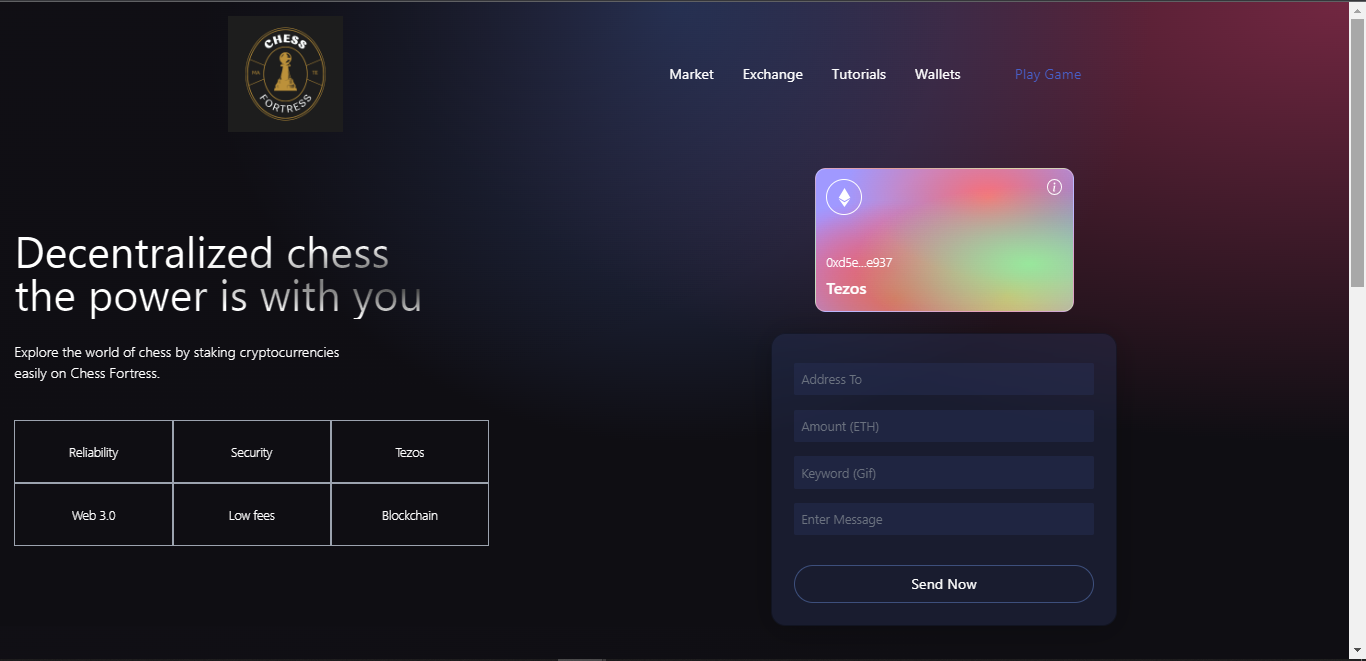 CHESS
MA TE
FORTRESS
Market Exchange Tutorials Wallets Play Game
Decentralized chess
the power is with you
Explore the world of chess by staking cryptocurrencies
easily on Chess Fortress.
Reliability Security Tezos
Web 3.0 Low fees Blockchain
0xd5e...e937
Tezos
Address To
Amount (ETH)
Keyword (Gif)
Enter Message
Send Now